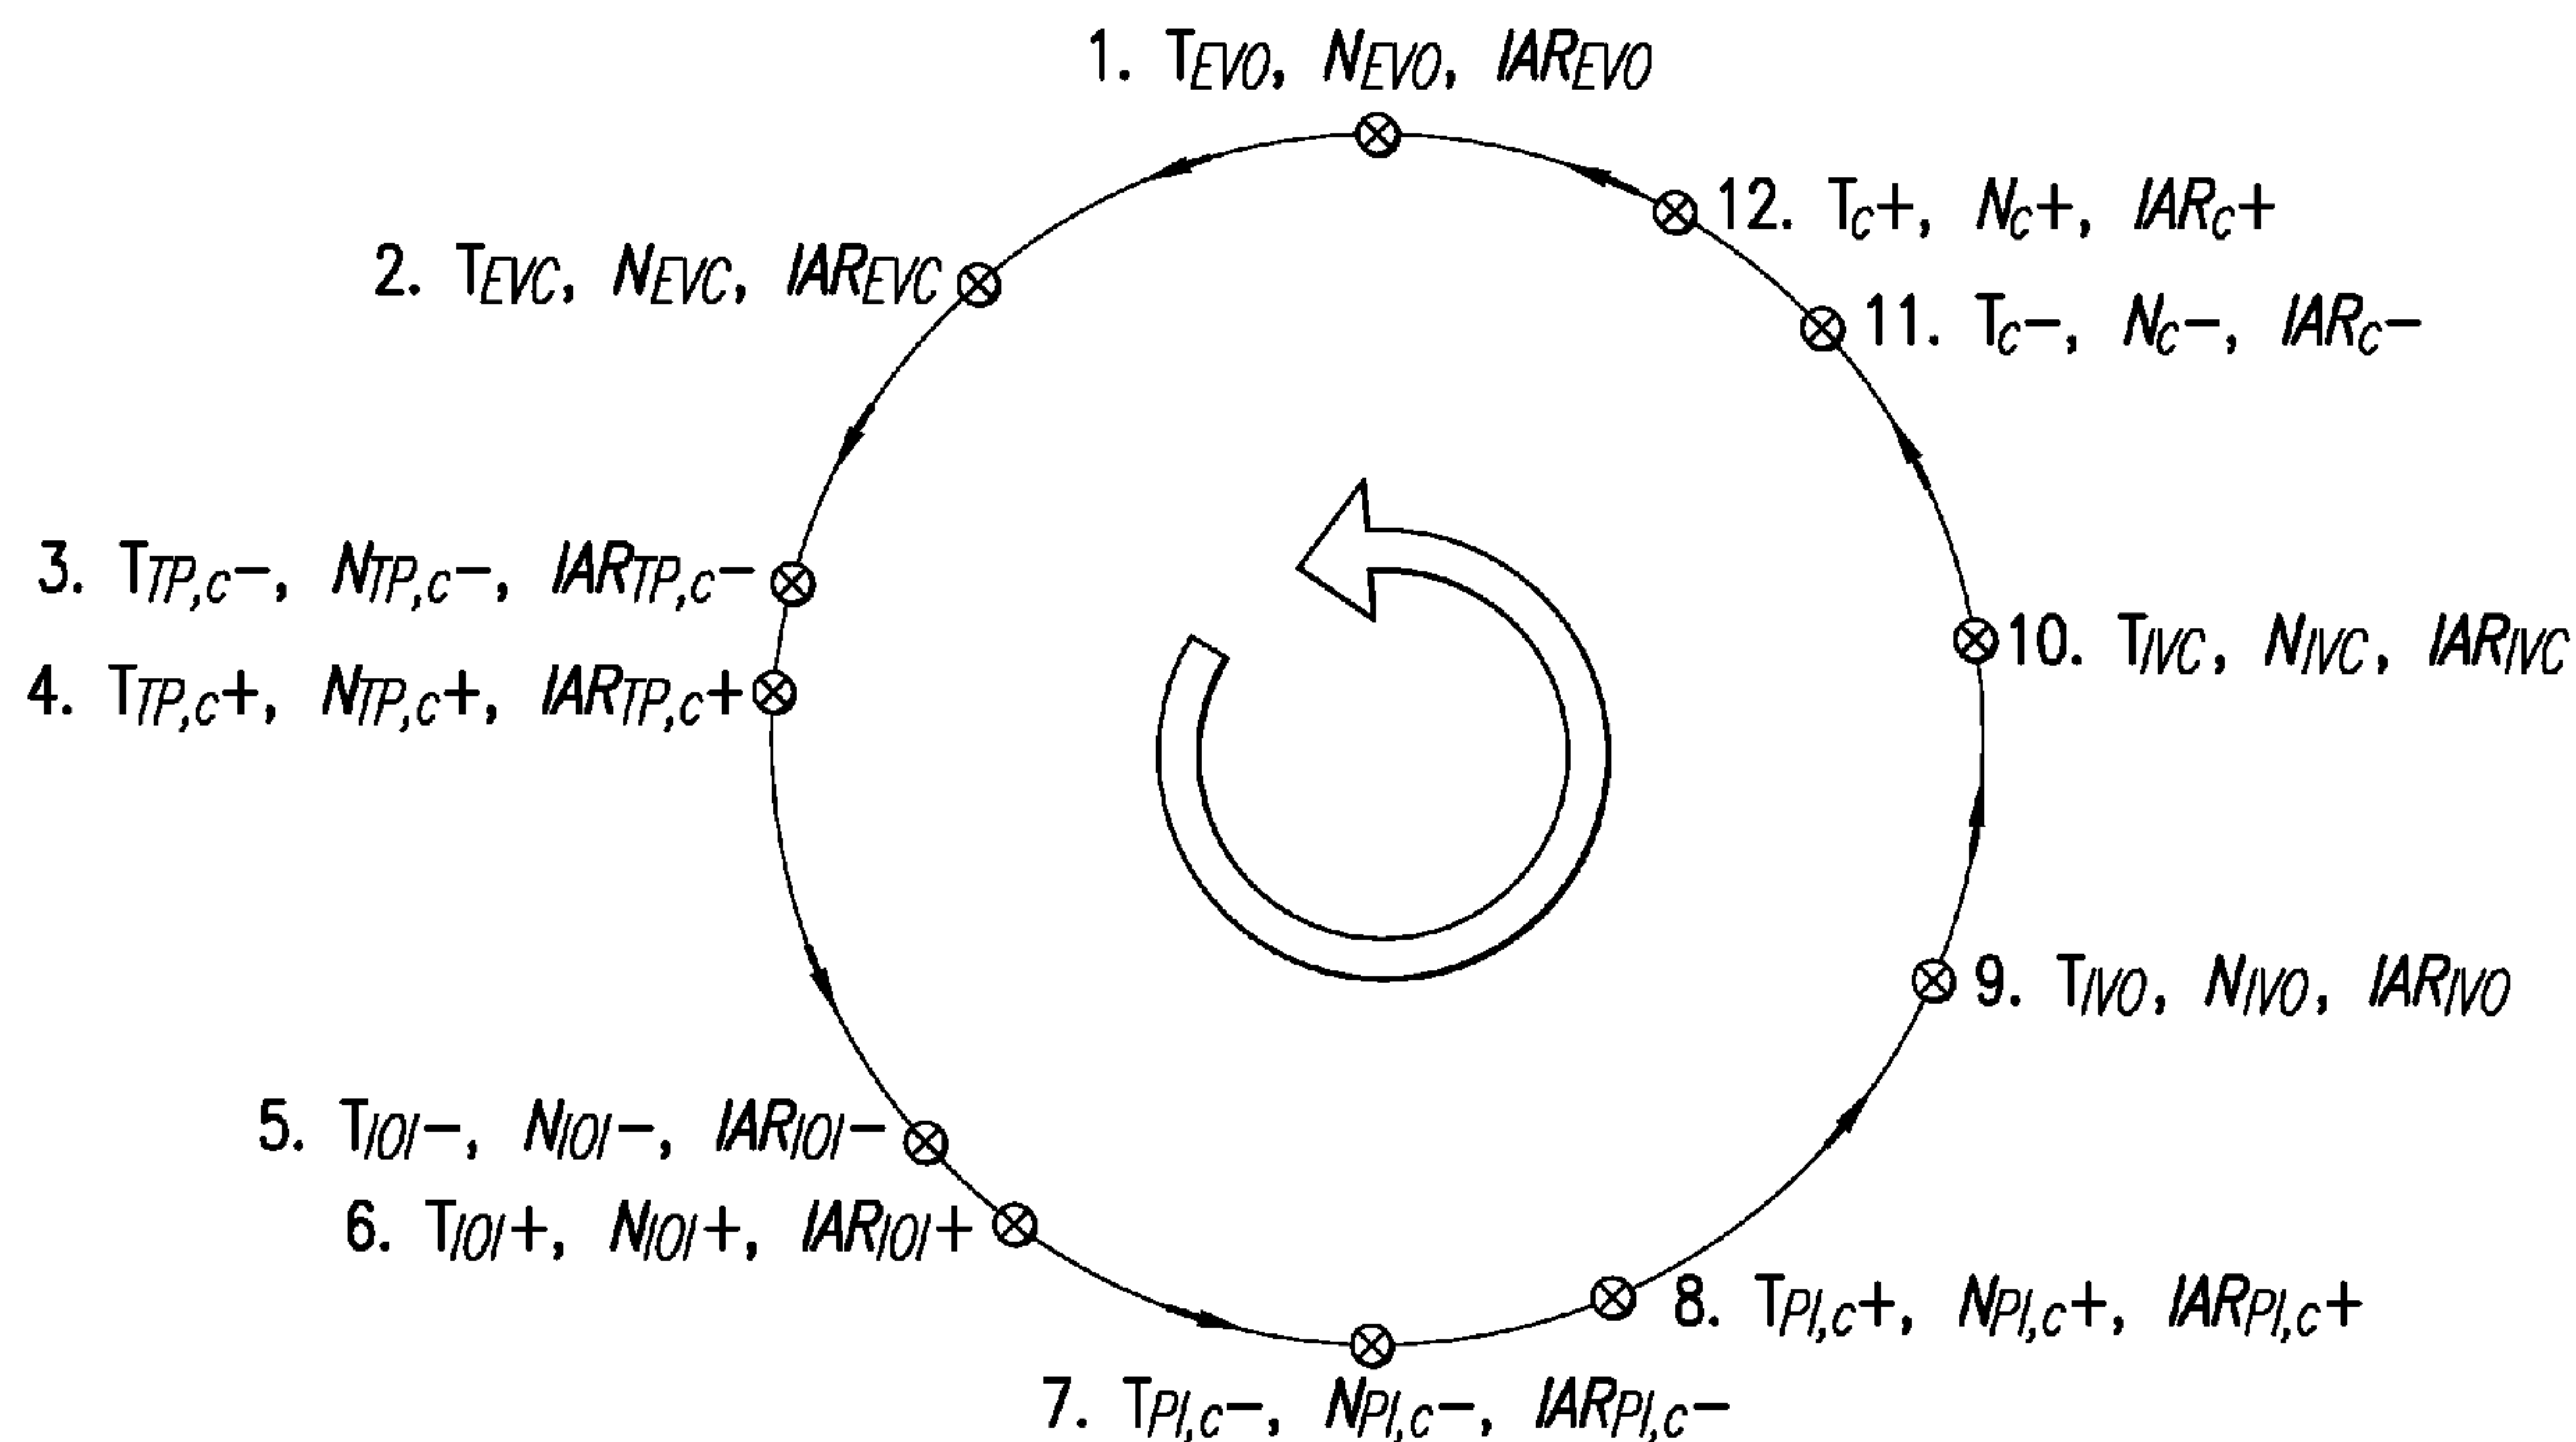 1. TEVO, NEVO, IAREVO
2. TEVC, NEVC, IAREVC
3. TTP,c−, NTP,c−, IARTP,c−
4. TTP,c+, NTP,c+, IARTP,c+
5. TIOI−, NIOI−, IARIOI−
6. TIOI+, NIOI+, IARIOI+
7. TPI,c−, NPI,c−, IARPI,c−
8. TPI,c+, NPI,c+, IARPI,c+
9. TIVO, NIVO, IARIVO
10. TIVC, NIVC, IARIVC
11. Tc−, Nc−, IARc−
12. Tc+, Nc+, IARc+